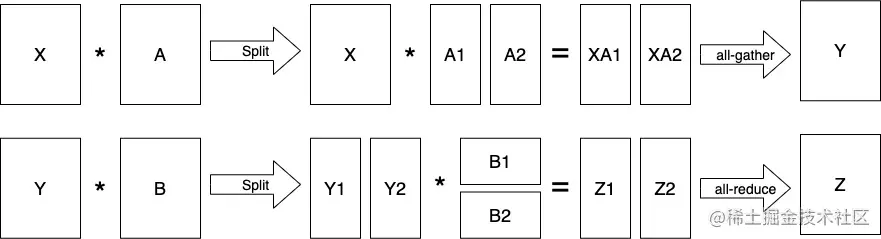 X * A Split X * A1 A2 = XA1 XA2 all-gather Y
Y * B Split Y1 Y2 * B1 B2 = Z1 Z2 all-reduce Z
@稀土掘金技术社区